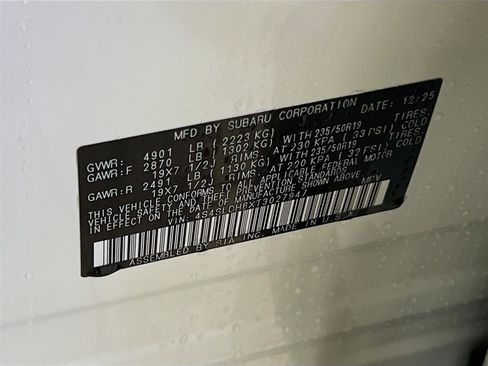 MFD BY SUBARU CORPORATION DATE: 12/25
GVWR: 4901 LB ( 2223 KG)
GAWR:F 2870 LB ( 1302 KG) WITH 235/50R19 TIRES,
19X7 1/2J RIMS, AT 230 KPA ( 33 PSI) COLD
GAWR:R 2491 LB ( 1130 KG) WITH 235/50R19 TIRES,
19X7 1/2J RIMS, AT 220 KPA ( 32 PSI) COLD
THIS VEHICLE CONFORMS TO ALL APPLICABLE FEDERAL MOTOR
VEHICLE SAFETY AND THEFT PREVENTION STANDARDS
IN EFFECT ON THE DATE OF MANUFACTURE SHOWN ABOVE.
VIN: MPV
ASSEMBLED BY SIA INC. MADE IN U.S.A.